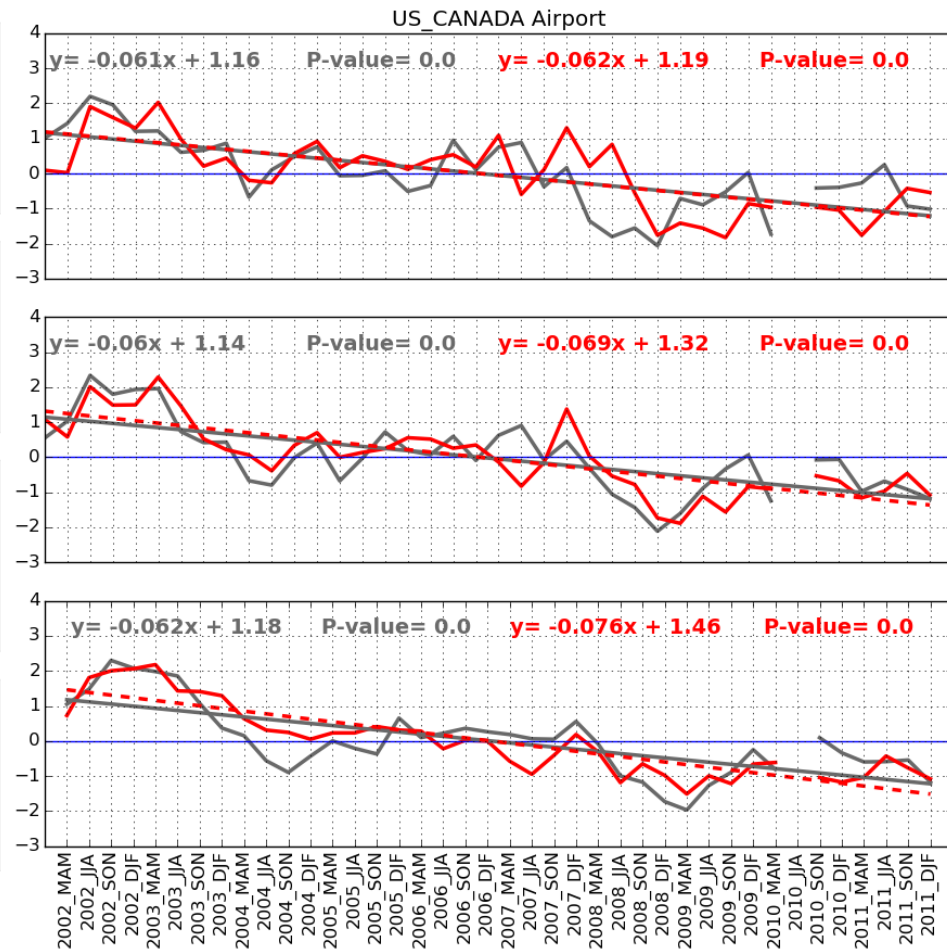 US_CANADA Airport
4
y= -0.061x + 1.16 P-value= 0.0 y= -0.062x + 1.19 P-value= 0.0
3
2
1
0
−1
−2
−3
4
y= -0.06x + 1.14 P-value= 0.0 y= -0.069x + 1.32 P-value= 0.0
3
2
1
0
−1
−2
−3
4
y= -0.062x + 1.18 P-value= 0.0 y= -0.076x + 1.46 P-value= 0.0
3
2
1
0
−1
−2
−3
2002_MAM
2002_JJA
2002_SON
2002_DJF
2003_MAM
2003_JJA
2003_SON
2003_DJF
2004_MAM
2004_JJA
2004_SON
2004_DJF
2005_MAM
2005_JJA
2005_SON
2005_DJF
2006_MAM
2006_JJA
2006_SON
2006_DJF
2007_MAM
2007_JJA
2007_SON
2007_DJF
2008_MAM
2008_JJA
2008_SON
2008_DJF
2009_MAM
2009_JJA
2009_SON
2009_DJF
2010_MAM
2010_JJA
2010_SON
2010_DJF
2011_MAM
2011_JJA
2011_SON
2011_DJF